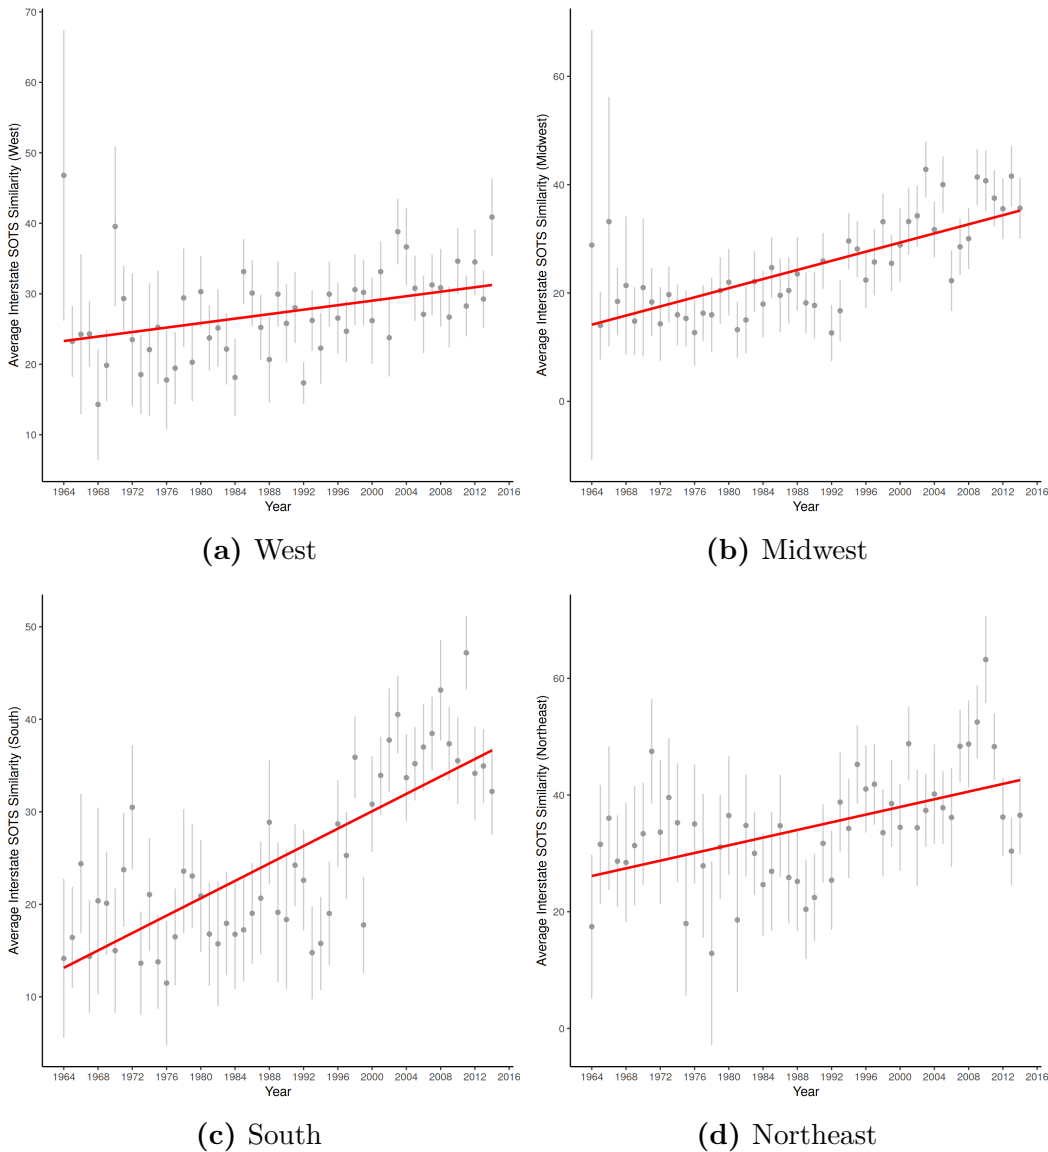 Average Interstate SOTS Similarity (West)
70
60
50
40
30
20
10
1964 1968 1972 1976 1980 1984 1988 1992 1996 2000 2004 2008 2012 2016
Year
(a) West
Average Interstate SOTS Similarity (Midwest)
60
40
20
0
1964 1968 1972 1976 1980 1984 1988 1992 1996 2000 2004 2008 2012 2016
Year
(b) Midwest
Average Interstate SOTS Similarity (South)
50
40
30
20
10
1964 1968 1972 1976 1980 1984 1988 1992 1996 2000 2004 2008 2012 2016
Year
(c) South
Average Interstate SOTS Similarity (Northeast)
60
40
20
0
1964 1968 1972 1976 1980 1984 1988 1992 1996 2000 2004 2008 2012 2016
Year
(d) Northeast